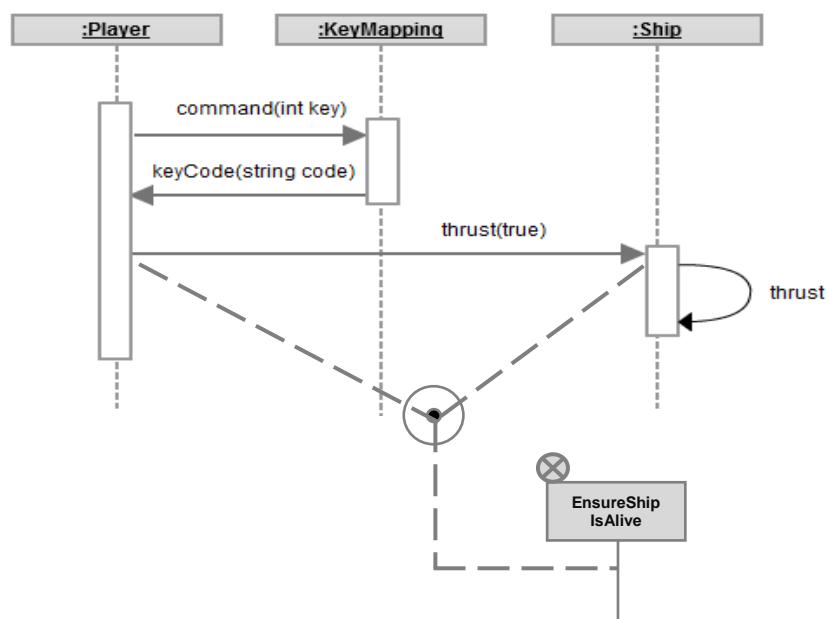 :Player
:KeyMapping
:Ship
command(int key)
keyCode(string code)
thrust(true)
thrust
EnsureShip
IsAlive